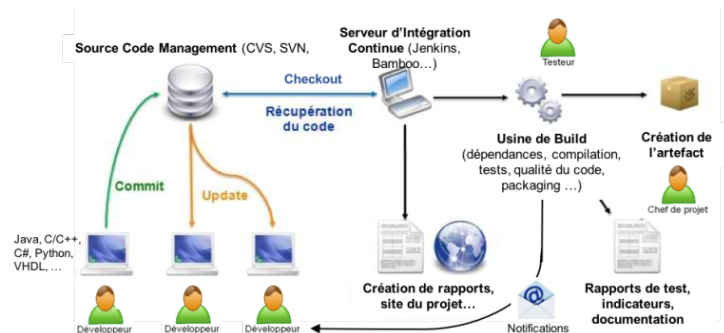 Source Code Management (CVS, SVN,
Serveur d'Intégration
Continue (Jenkins,
Bamboo…)
Testeur
Checkout
Récupération
du code
Usine de Build
(dépendances, compilation,
tests, qualité du code,
packaging …)
Création de
l'artefact
Chef de projet
Commit
Update
Java, C/C++,
C#, Python,
VHDL, …
Création de rapports,
site du projet…
Rapports de test,
indicateurs,
documentation
Notifications
Développeur
Développeur
Développeur